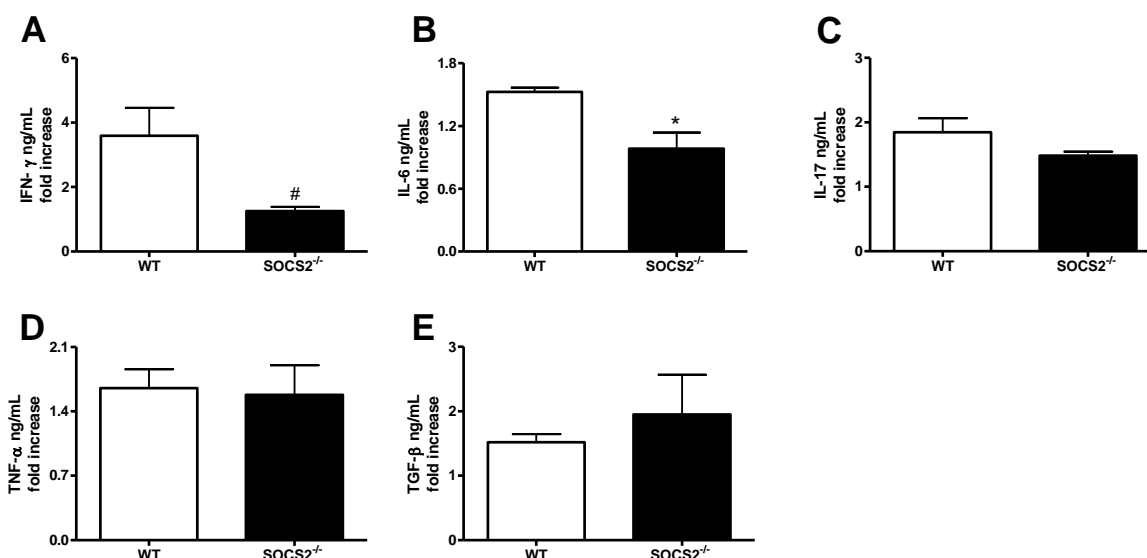 A
IFN- γ ng/mL
fold increase
6
4
2
0
#
WT
SOCS2-/-
B
IL-6 ng/mL
fold increase
1.8
1.2
0.6
0.0
*
WT
SOCS2-/-
C
IL-17 ng/mL
fold increase
3
2
1
0
WT
SOCS2-/-
D
TNF-α ng/mL
fold increase
2.1
1.4
0.7
0.0
WT
SOCS2-/-
E
TGF-β ng/mL
fold increase
3
2
1
0
WT
SOCS2-/-